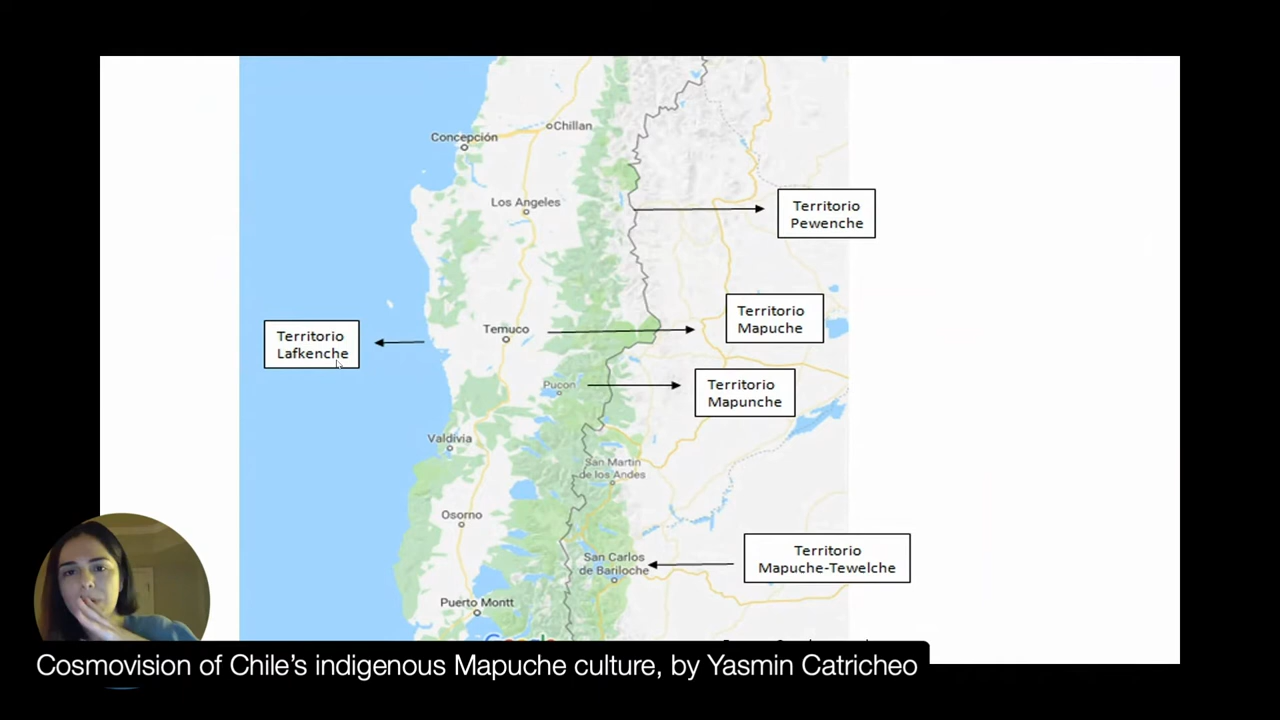 Concepción
Chillan
Los Angeles
Territorio
Pewenche
Territorio
Mapuche
Temuco
Territorio
Lafkenche
Pucon
Territorio
Mapunche
Valdivia
San Martin
de los Andes
Osorno
San Carlos
de Bariloche
Territorio
Mapuche-Tewelche
Puerto Montt
Cosmovision of Chile’s indigenous Mapuche culture, by Yasmin Catricheo